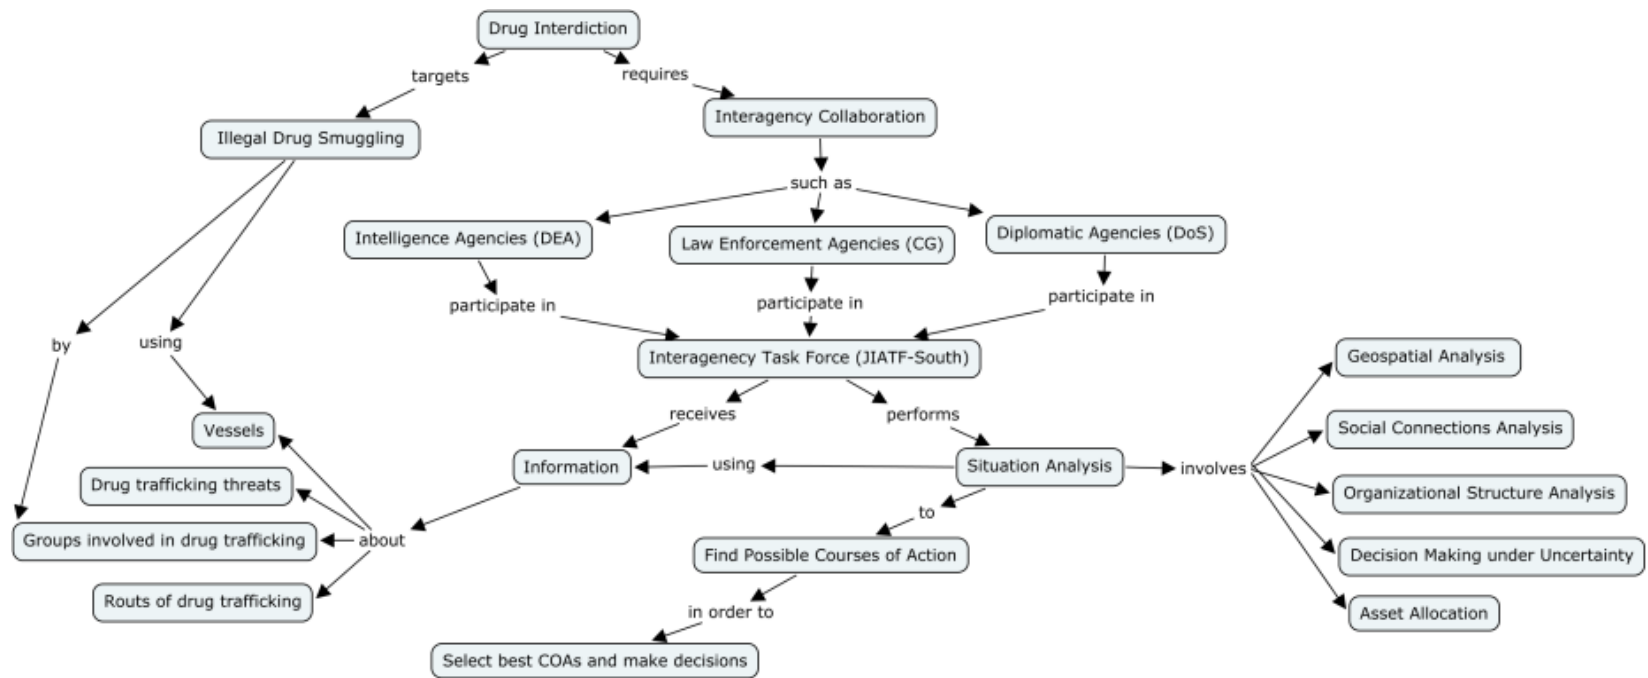 Drug Interdiction
targets
requires
Interagency Collaboration
Illegal Drug Smuggling
such as
Intelligence Agencies (DEA)
Law Enforcement Agencies (CG)
Diplomatic Agencies (DoS)
participate in
participate in
participate in
by
using
Interagenecy Task Force (JIATF-South)
Geospatial Analysis
receives
performs
Vessels
Social Connections Analysis
Information
using
Situation Analysis
involves
Drug trafficking threats
Organizational Structure Analysis
to
Groups involved in drug trafficking
about
Find Possible Courses of Action
Decision Making under Uncertainty
Routs of drug trafficking
in order to
Asset Allocation
Select best COAs and make decisions